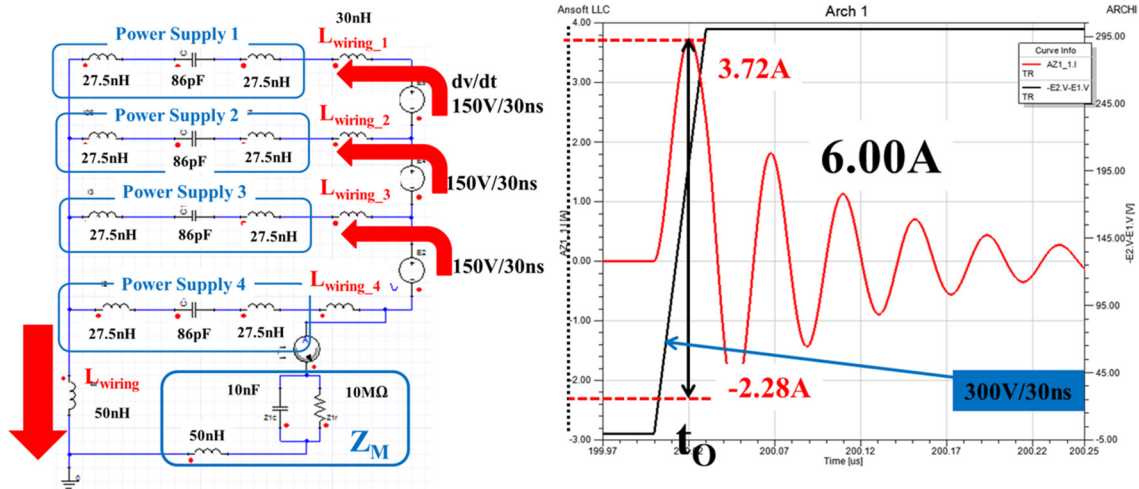 30nH
Power Supply 1
Lwiring_1
27.5nH
86pF
27.5nH
dv/dt
150V/30ns
Power Supply 2
Lwiring_2
27.5nH
86pF
27.5nH
Power Supply 3
Lwiring_3
150V/30ns
27.5nH
86pF
27.5nH
150V/30ns
Power Supply 4
Lwiring_4
27.5nH
86pF
27.5nH
Lwiring
50nH
10nF
10MΩ
Z1c
Z1r
50nH
ZM
Ansoft LLC
Arch 1
ARCHI
4.00
3.00
2.00
1.00
0.00
-1.00
-2.00
-3.00
AZ1_1.I [A]
Curve Info
AZ1_1.I
TR
-E2.V-E1.V
TR
295.00
245.00
195.00
145.00
95.00
45.00
-5.00
-E2.V-E1.V [V]
3.72A
6.00A
-2.28A
300V/30ns
tO
199.97
200.12
200.17
200.22
200.25
Time [us]